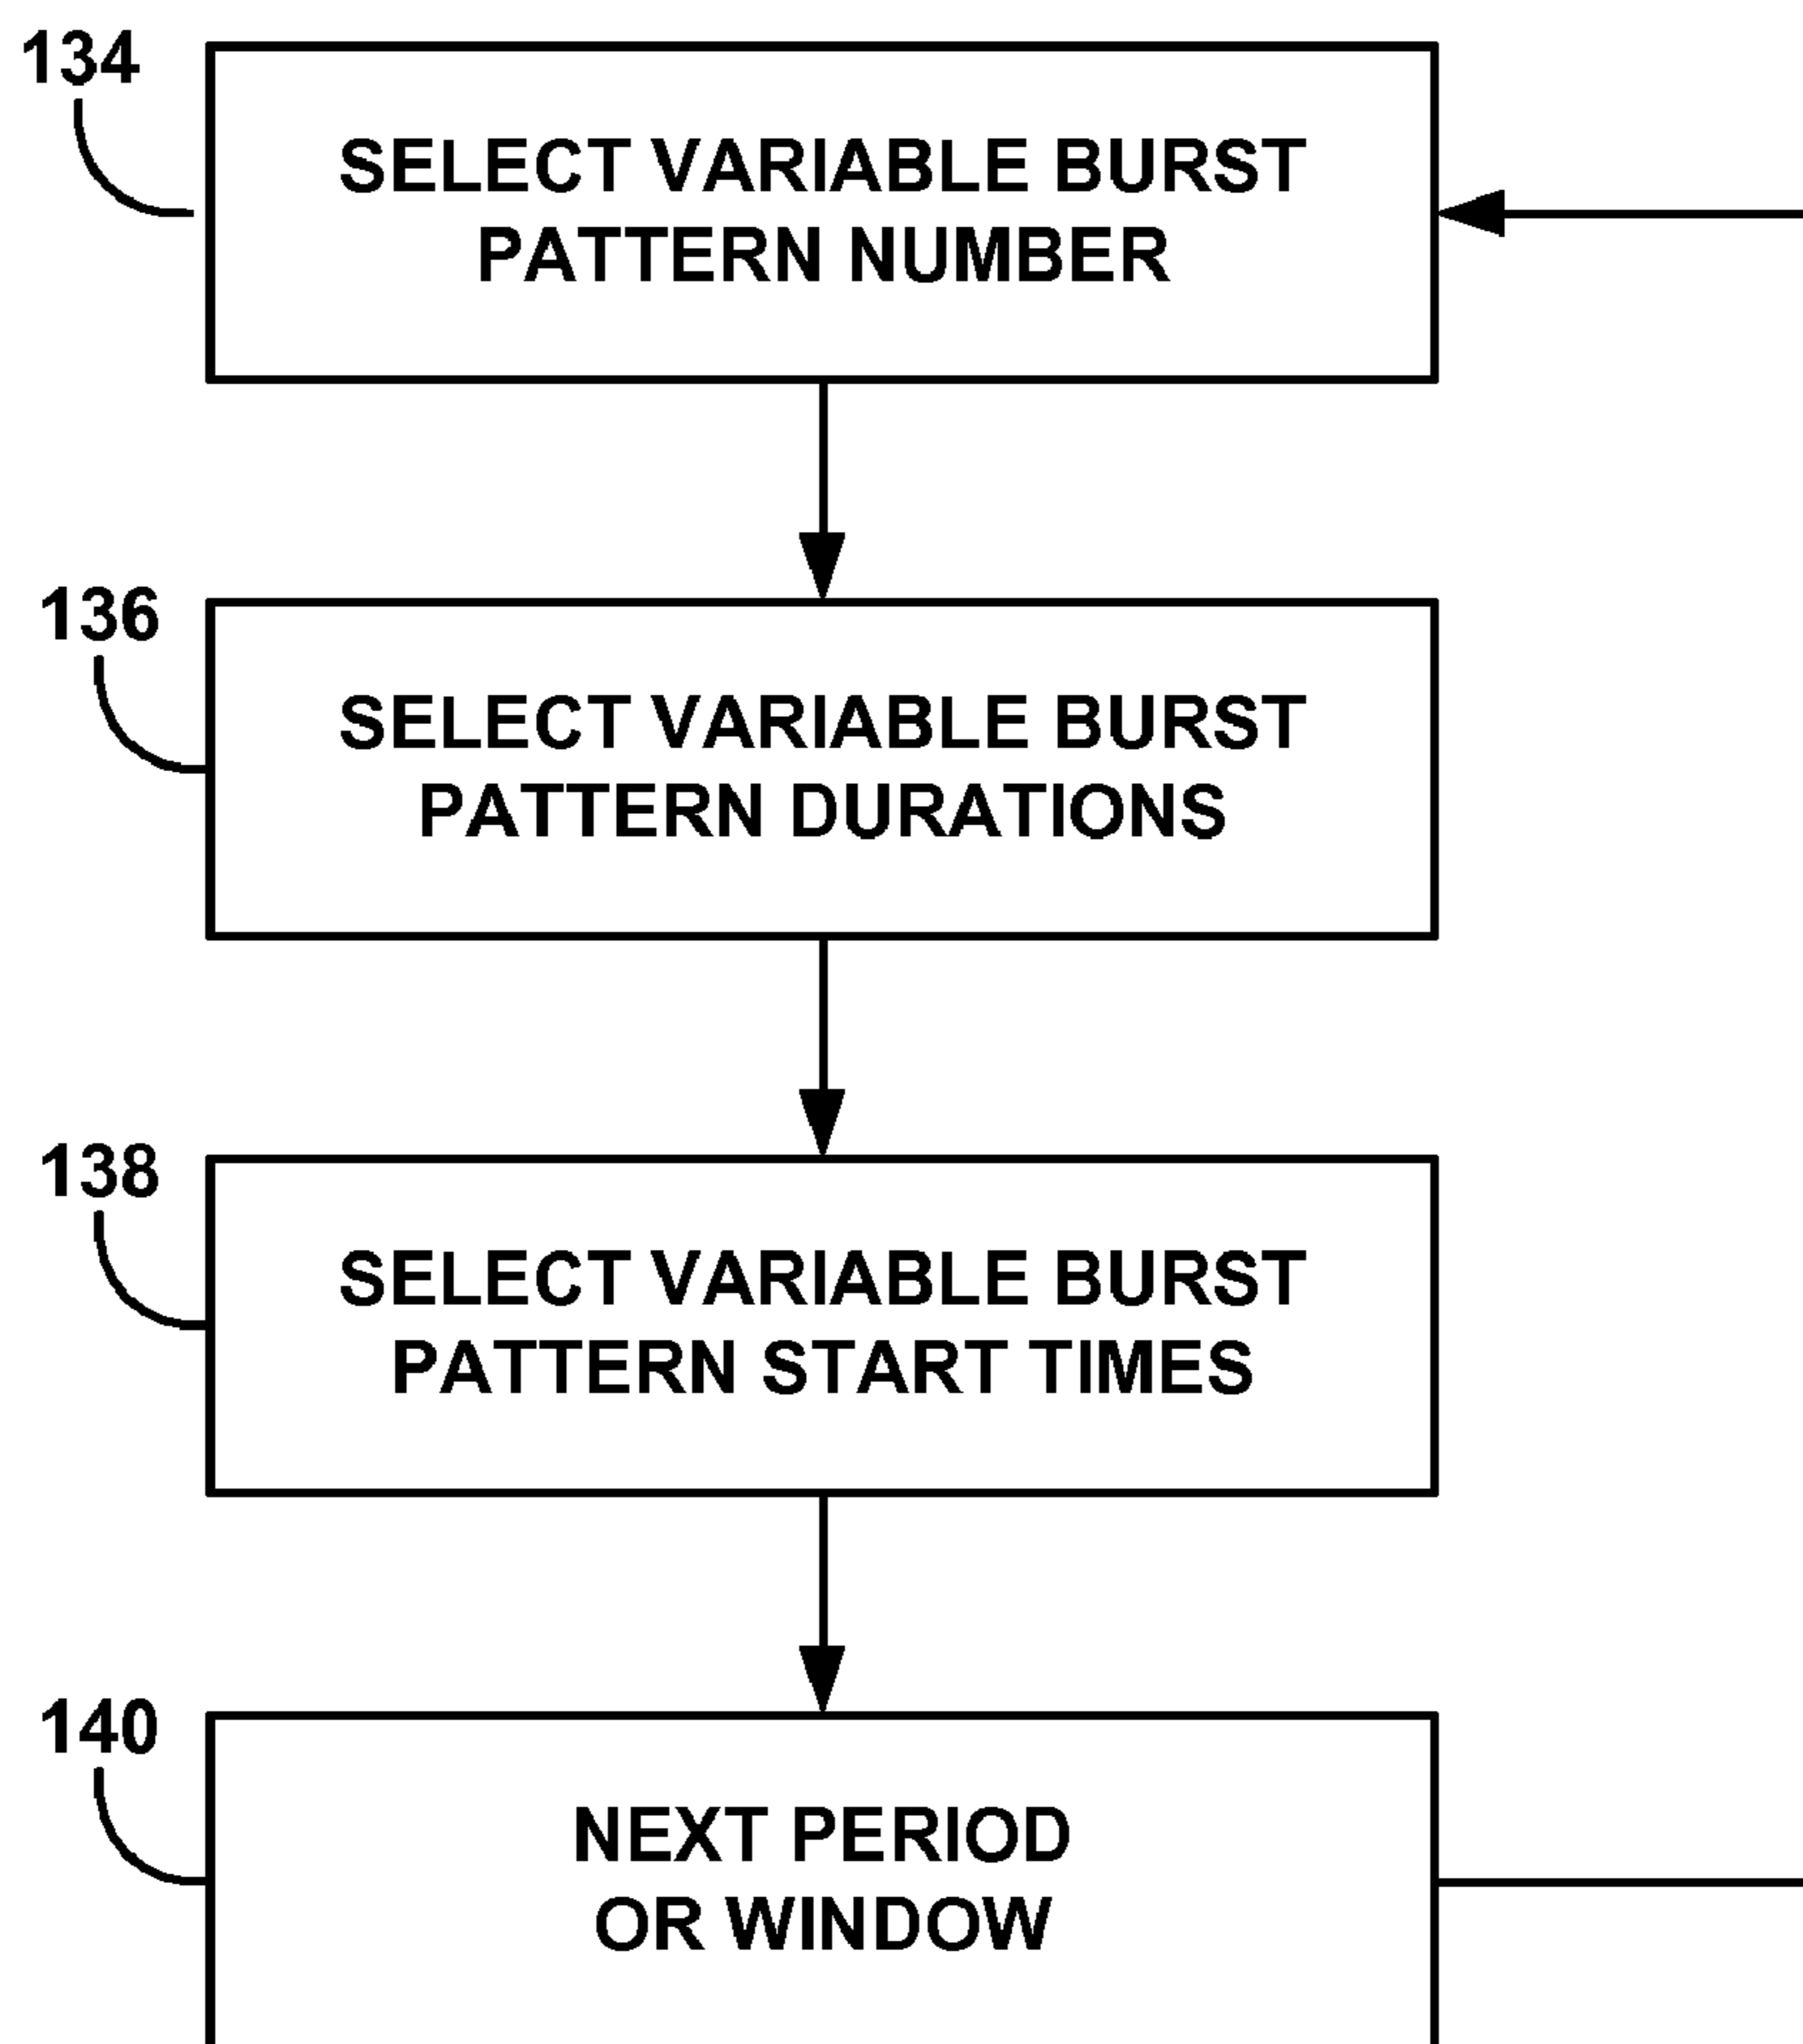 134
SELECT VARIABLE BURST
PATTERN NUMBER
136
SELECT VARIABLE BURST
PATTERN DURATIONS
138
SELECT VARIABLE BURST
PATTERN START TIMES
140
NEXT PERIOD
OR WINDOW